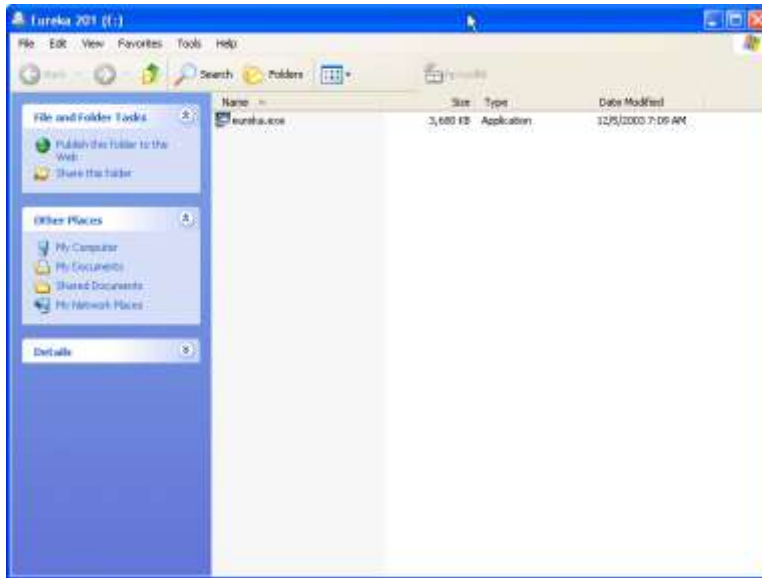 Eureka 201 (E:)
File Edit View Favorites Tools Help
Back Search Folders
Name Size Type Date Modified
eureka.exe 3,680 KB Application 12/5/2003 7:09 AM
File and Folder Tasks
Publish this folder to the
Web
Share this folder
Other Places
My Computer
My Documents
Shared Documents
My Network Places
Details